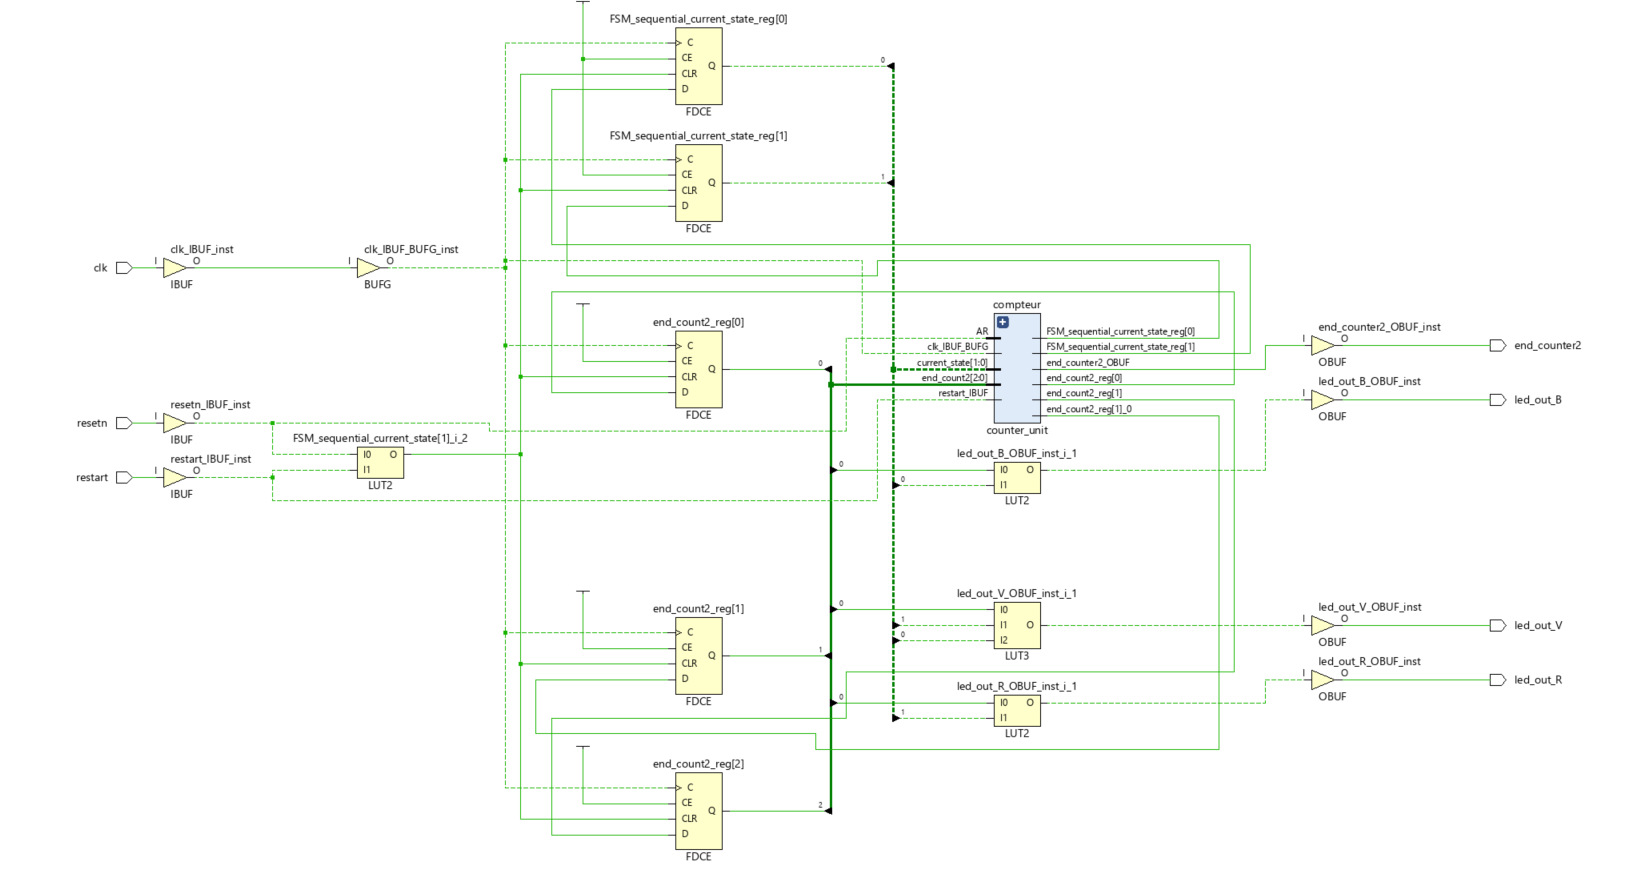 FSM_sequential_current_state_reg[0]
C
CE
CLR
D
Q
FDCE
0
FSM_sequential_current_state_reg[1]
C
CE
CLR
D
Q
FDCE
1
clk
clk_IBUF_inst
I
O
IBUF
clk_IBUF_BUFG_inst
I
O
BUFG
end_count2_reg[0]
C
CE
CLR
D
Q
FDCE
0
compteur
AR
clk_IBUF_BUFG
current_state[1:0]
end_count2[2:0]
restart_IBUF
FSM_sequential_current_state_reg[0]
FSM_sequential_current_state_reg[1]
end_counter2_OBUF
end_count2_reg[0]
end_count2_reg[1]
end_count2_reg[1]_0
counter_unit
end_counter2_OBUF_inst
I
O
OBUF
end_counter2
led_out_B_OBUF_inst
I
O
OBUF
led_out_B
resetn
resetn_IBUF_inst
I
O
IBUF
restart
restart_IBUF_inst
I
O
IBUF
FSM_sequential_current_state[1]_i_2
I0
I1
O
LUT2
led_out_B_OBUF_inst_i_1
0
0
I0
I1
O
LUT2
end_count2_reg[1]
C
CE
CLR
D
Q
FDCE
1
led_out_V_OBUF_inst_i_1
0
1
0
I0
I1
I2
O
LUT3
led_out_V_OBUF_inst
I
O
OBUF
led_out_V
led_out_R_OBUF_inst_i_1
0
1
I0
I1
O
LUT2
led_out_R_OBUF_inst
I
O
OBUF
led_out_R
end_count2_reg[2]
C
CE
CLR
D
Q
FDCE
2